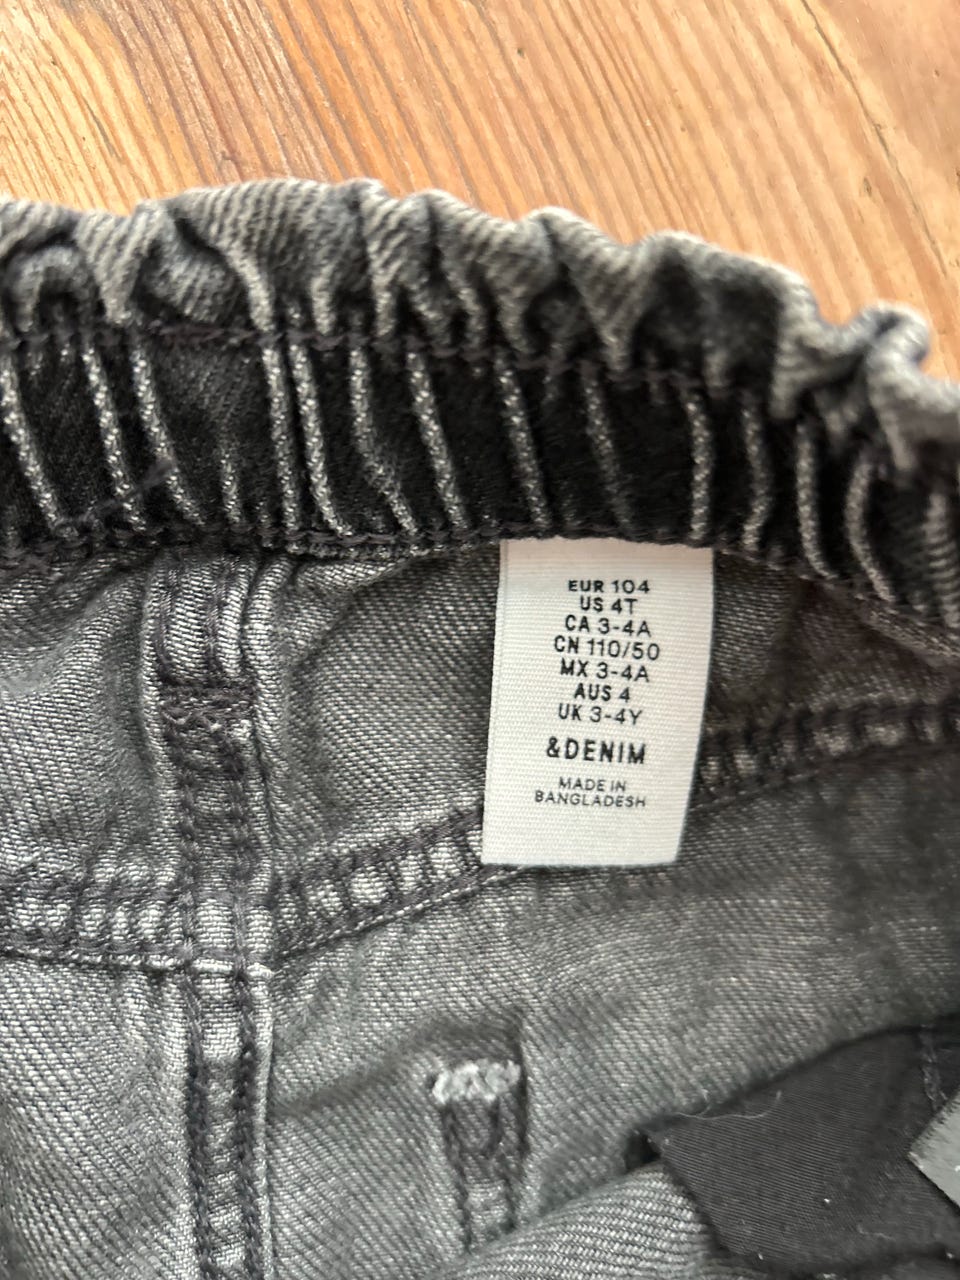 EUR 104
US 4T
CA 3-4A
CN 110/50
MX 3-4A
AUS 4
UK 3-4Y
&DENIM
MADE IN
BANGLADESH